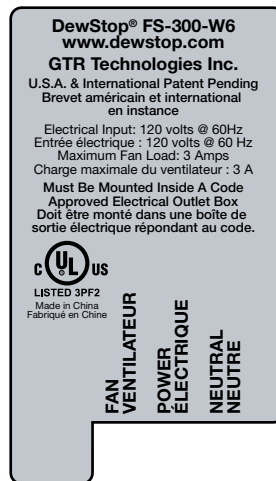 DewStop® FS-300-W6
www.dewstop.com
GTR Technologies Inc.
U.S.A. & International Patent Pending
Brevet américain et international
en instance
Electrical Input: 120 volts @ 60Hz
Entrée électrique : 120 volts @ 60 Hz
Maximum Fan Load: 3 Amps
Charge maximale du ventilateur : 3 A
Must Be Mounted Inside A Code
Approved Electrical Outlet Box
Doit être monté dans une boîte de
sortie électrique répondant au code.
C UL US
LISTED 3PF2
Made in China
Fabriqué en Chine
FAN
VENTILATEUR
POWER
ÉLECTRIQUE
NEUTRAL
NEUTRE